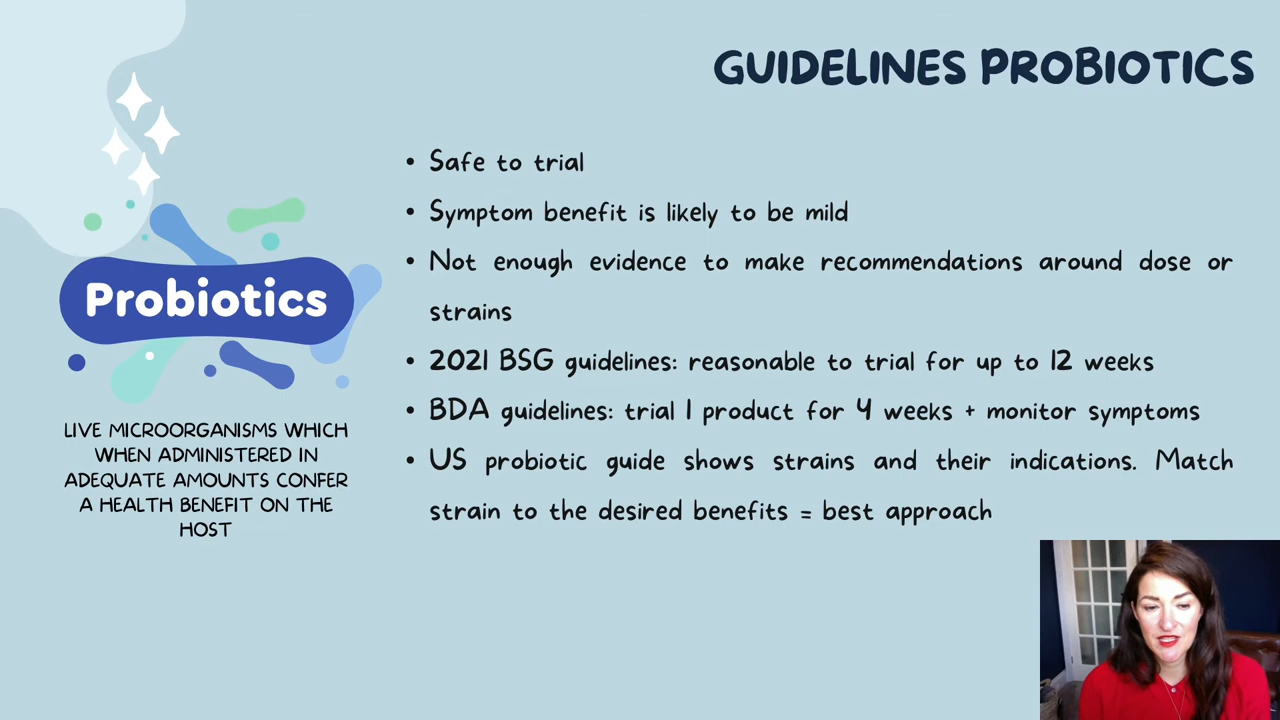 GUIDELINES PROBIOTICS
• Safe to trial
• Symptom benefit is likely to be mild
• Not enough evidence to make recommendations around dose or
strains
• 2021 BSG guidelines: reasonable to trial for up to 12 weeks
• BDA guidelines: trial 1 product for 4 weeks + monitor symptoms
• US probiotic guide shows strains and their indications. Match
strain to the desired benefits = best approach
Probiotics
LIVE MICROORGANISMS WHICH
WHEN ADMINISTERED IN
ADEQUATE AMOUNTS CONFER
A HEALTH BENEFIT ON THE
HOST